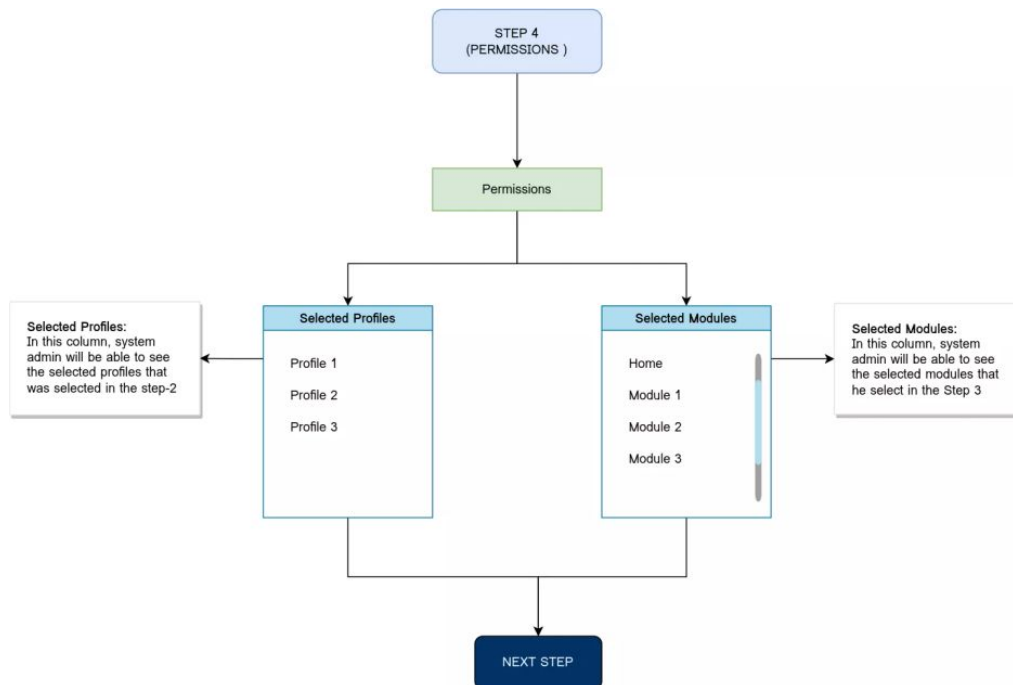 STEP 4
(PERMISSIONS )
Permissions
Selected Profiles:
In this column, system
admin will be able to see
the selected profiles that
was selected in the step-2
Selected Profiles
Profile 1
Profile 2
Profile 3
Selected Modules
Home
Module 1
Module 2
Module 3
Selected Modules:
In this column, system
admin will be able to see
the selected modules that
he select in the Step 3
NEXT STEP